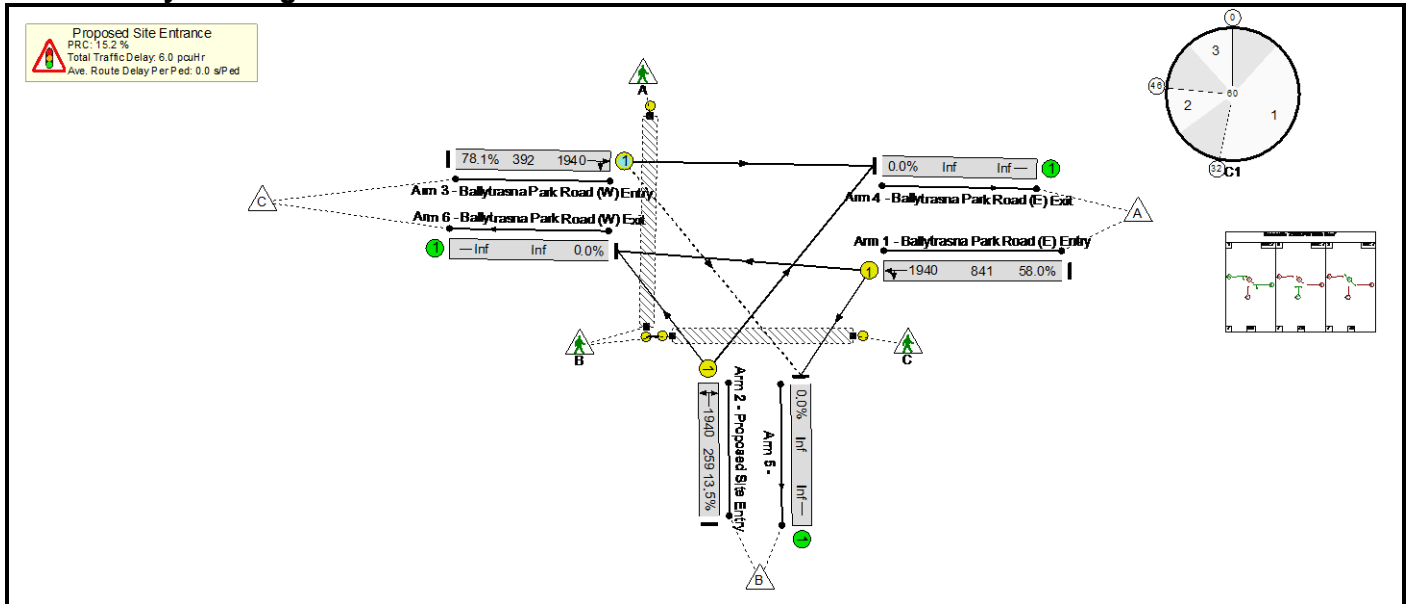 Proposed Site Entrance
PRC: 15.2 %
Total Traffic Delay: 6.0 pcuHr
Ave. Route Delay Per Ped: 0.0 s/Ped
0
3
46
60
2
1
32
C1
A
78.1% 392 1940
1
0.0% Inf Inf
1
Arm 3 - Ballytrasna Park Road (W) Entry
Arm 4 - Ballytrasna Park Road (E) Exit
C
A
Arm 6 - Ballytrasna Park Road (W) Exit
Arm 1 - Ballytrasna Park Road (E) Entry
1
Inf Inf 0.0%
1
1940 841 58.0%
B
C
1
Arm 2 - Proposed Site Entry
1940 259 13.5%
Arm 5 -
0.0% Inf Inf
1
B